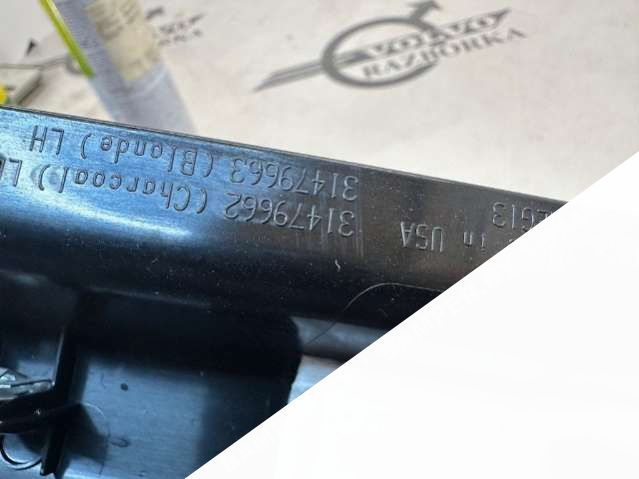 VOLVO
RAZBORKA
31479662 (Charcoal) L
31479663 (Blonde) LH
in USA